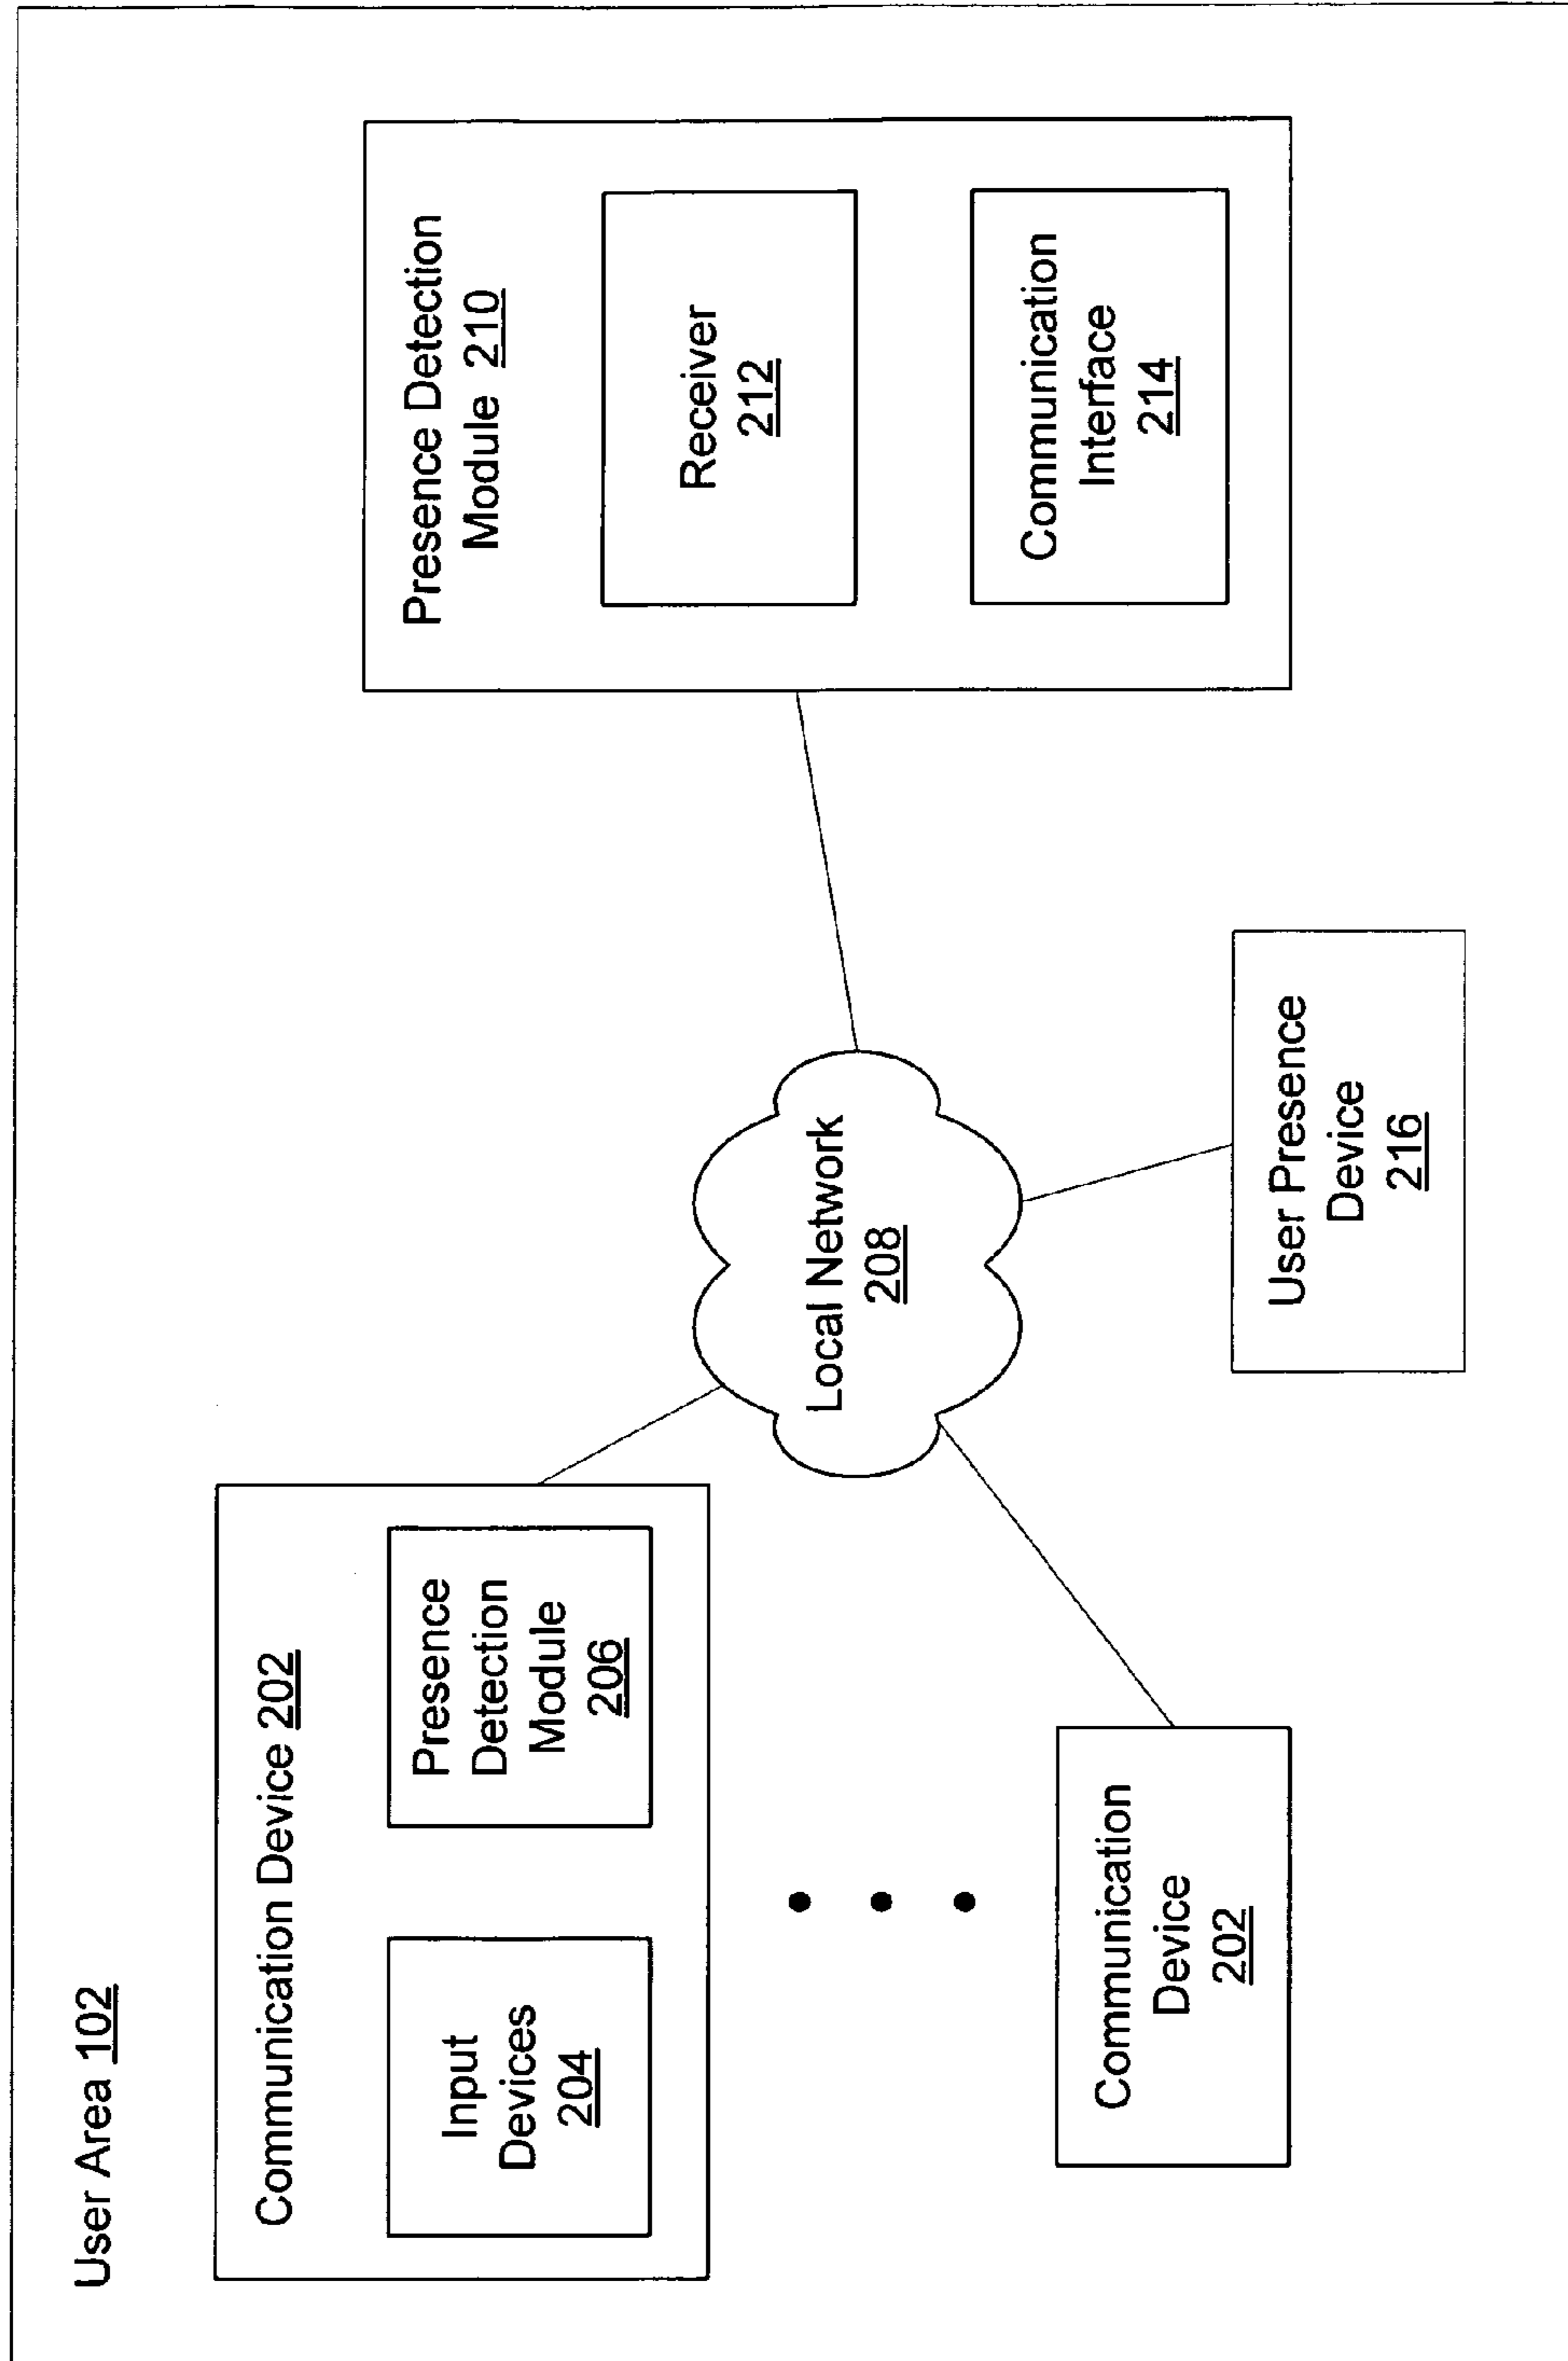 User Area 102
Communication Device 202
Input
Devices
204
Presence
Detection
Module
206
Communication
Device
202
Local Network
208
User Presence
Device
216
Presence Detection
Module 210
Receiver
212
Communication
Interface
214